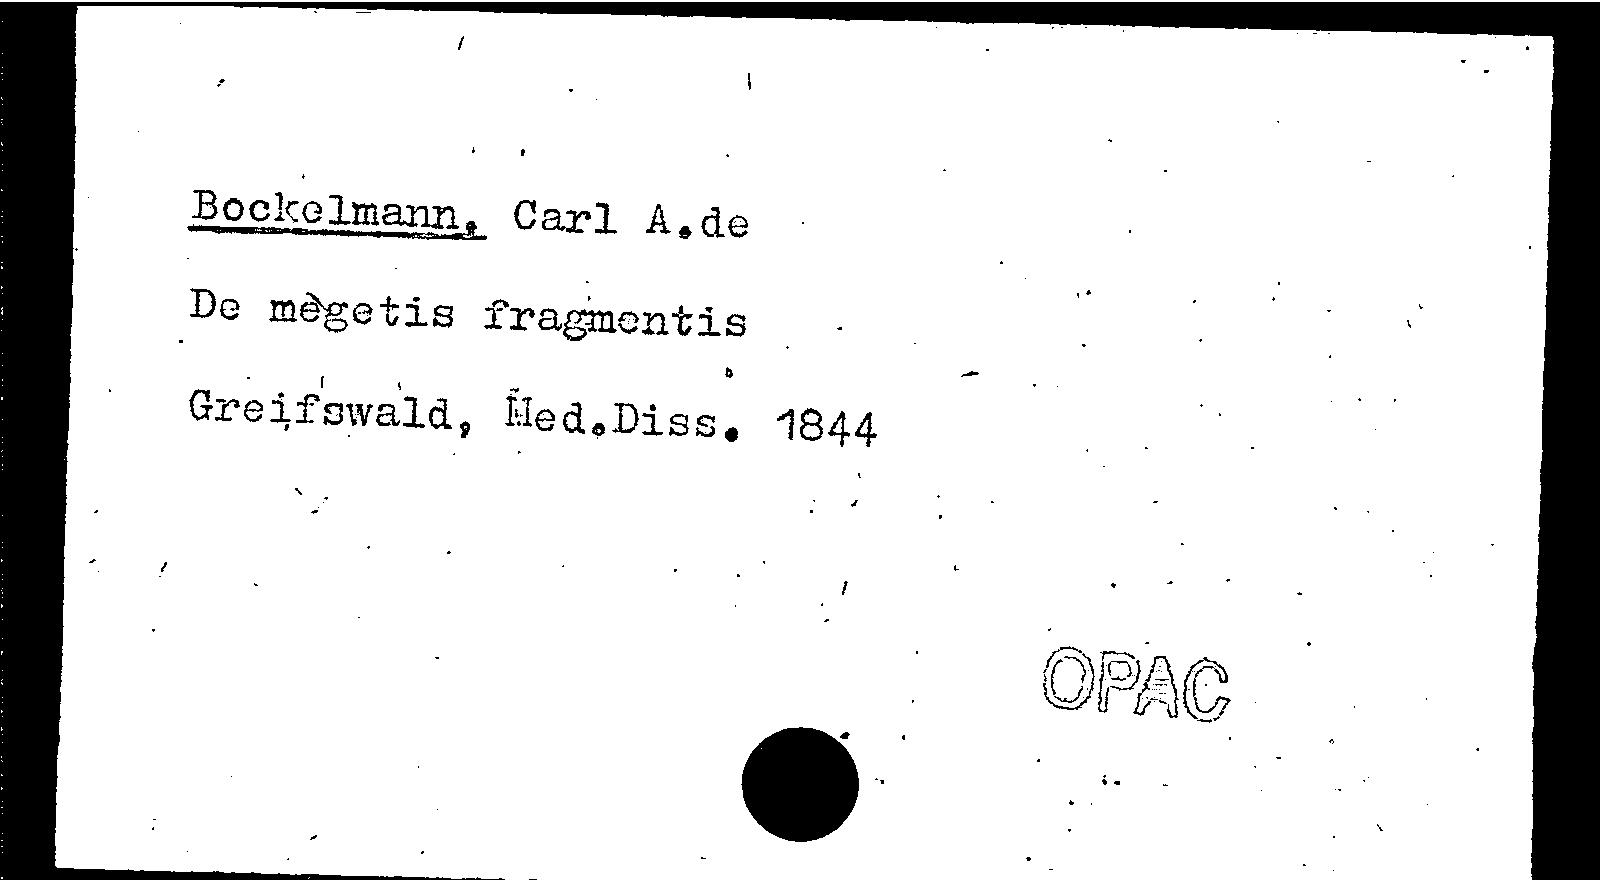 Bockelmann, Carl A.de
De mègetis fragmentis
Greifswald, Med.Diss. 1844
OPAC